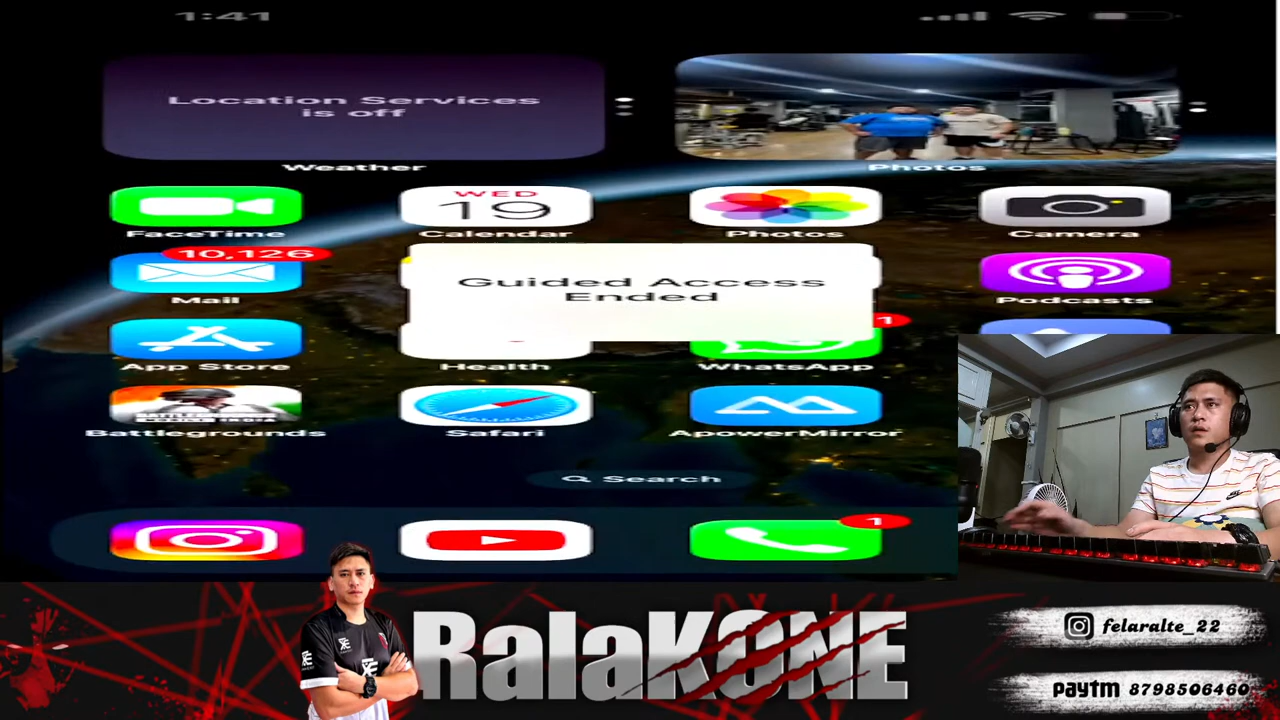 1:41
Location Services
is off
Weather
Photos
FaceTime
WED
19
Calendar
Photos
Camera
10,126
Mail
Guided Access
Ended
Podcasts
1
App Store
Health
WhatsApp
Battlegrounds
Safari
ApowerMirror
Search
1
RalaKONE
felaralte_22
paytm 8798506460